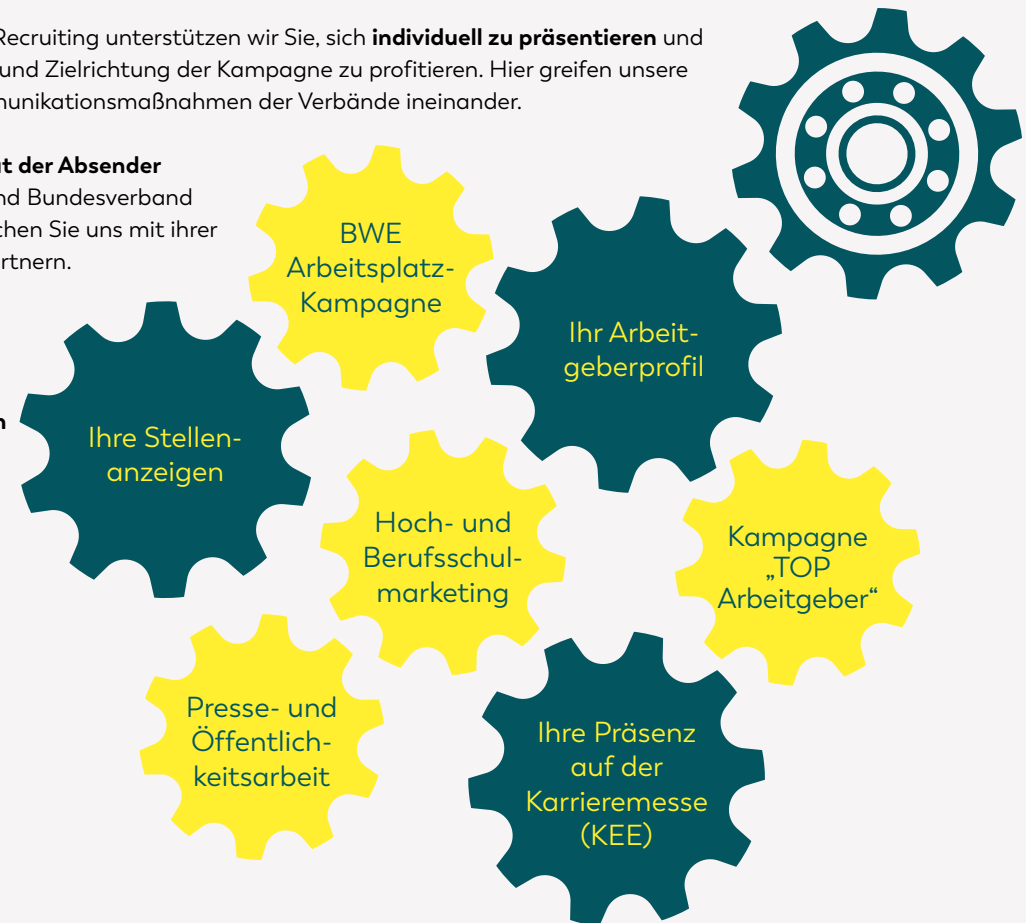 Recruiting unterstützen wir Sie, sich individuell zu präsentieren und
und Zielrichtung der Kampagne zu profitieren. Hier greifen unsere
munikationsmaßnahmen der Verbände ineinander.
t der Absender
nd Bundesverband
chen Sie uns mit ihrer
rtnern.
BWE
Arbeitsplatz-
Kampagne
Ihr Arbeit-
geberprofil
n
Ihre Stellen-
anzeigen
Hoch- und
Berufsschul-
marketing
Kampagne
„TOP
Arbeitgeber“
Presse- und
Öffentlich-
keitsarbeit
Ihre Präsenz
auf der
Karrieremesse
(KEE)